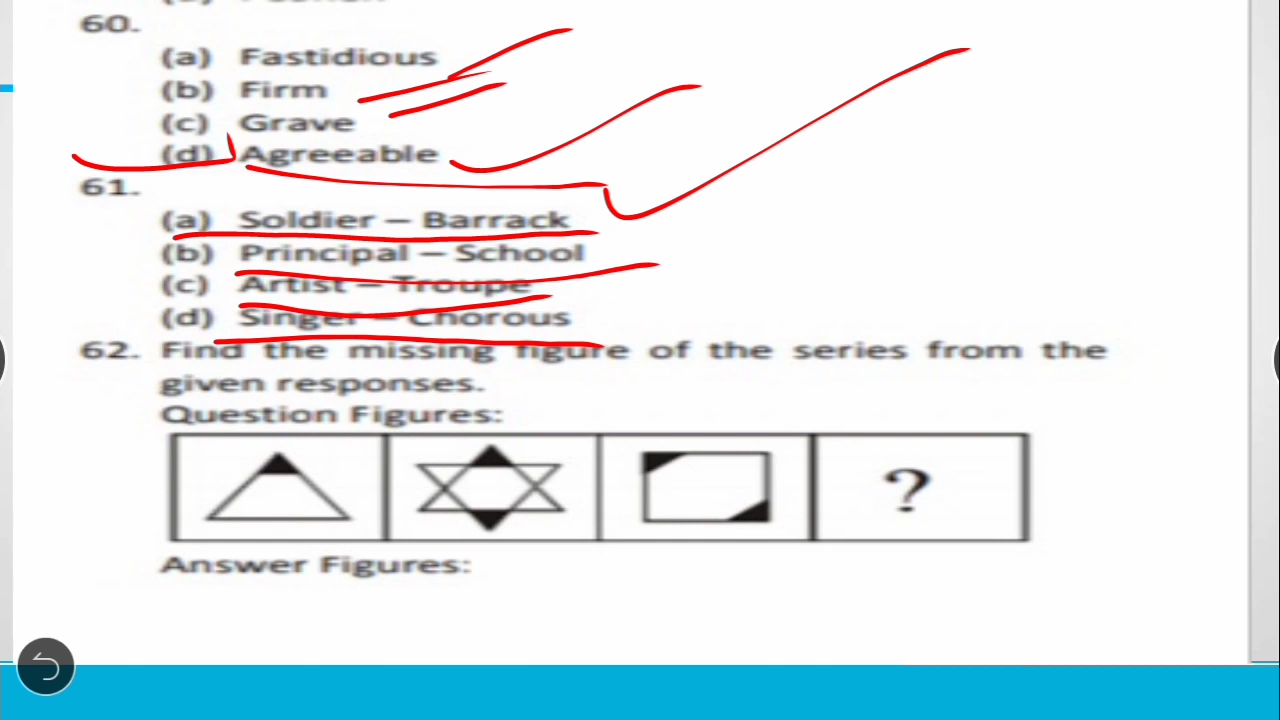 60.
(a) Fastidious
(b) Firm
(c) Grave
(d) Agreeable
61.
(a) Soldier – Barrack
(b) Principal – School
(c) Artist – Troupe
(d) Singer – Chorous
62. Find the missing figure of the series from the
given responses.
Question Figures:
?
Answer Figures: